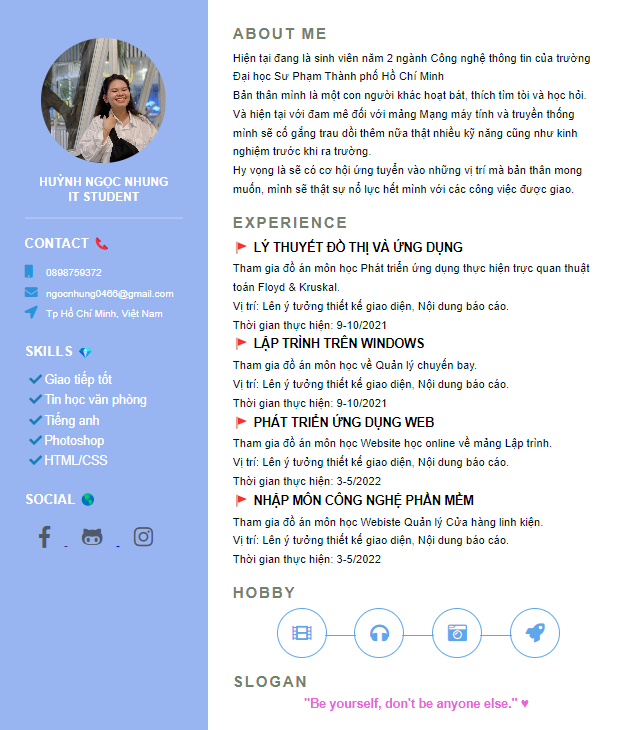 HUỲNH NGỌC NHUNG
IT STUDENT
CONTACT
0898759372
ngocnhung0466@gmail.com
Tp Hồ Chí Minh, Việt Nam
SKILLS
Giao tiếp tốt
Tin học văn phòng
Tiếng anh
Photoshop
HTML/CSS
SOCIAL
ABOUT ME
Hiện tại đang là sinh viên năm 2 ngành Công nghệ thông tin của trường
Đại học Sư Phạm Thành phố Hồ Chí Minh
Bản thân mình là một con người khác hoạt bát, thích tìm tòi và học hỏi.
Và hiện tại với đam mê đối với mảng Mạng máy tính và truyền thông
mình sẽ cố gắng trau dồi thêm nữa thật nhiều kỹ năng cũng như kinh
nghiệm trước khi ra trường.
Hy vọng là sẽ có cơ hội ứng tuyển vào những vị trí mà bản thân mong
muốn, mình sẽ thật sự nổ lực hết mình với các công việc được giao.
EXPERIENCE
LÝ THUYẾT ĐỒ THỊ VÀ ỨNG DỤNG
Tham gia đồ án môn học Phát triển ứng dụng thực hiện trực quan thuật
toán Floyd & Kruskal.
Vị trí: Lên ý tưởng thiết kế giao diện, Nội dung báo cáo.
Thời gian thực hiện: 9-10/2021
LẬP TRÌNH TRÊN WINDOWS
Tham gia đồ án môn học về Quản lý chuyến bay.
Vị trí: Lên ý tưởng thiết kế giao diện, Nội dung báo cáo.
Thời gian thực hiện: 9-10/2021
PHÁT TRIỂN ỨNG DỤNG WEB
Tham gia đồ án môn học Website học online về mảng Lập trình.
Vị trí: Lên ý tưởng thiết kế giao diện, Nội dung báo cáo.
Thời gian thực hiện: 3-5/2022
NHẬP MÔN CÔNG NGHỆ PHẦN MỀM
Tham gia đồ án môn học Webiste Quản lý Cửa hàng linh kiện.
Vị trí: Lên ý tưởng thiết kế giao diện, Nội dung báo cáo.
Thời gian thực hiện: 3-5/2022
HOBBY
SLOGAN
"Be yourself, don't be anyone else." ♥